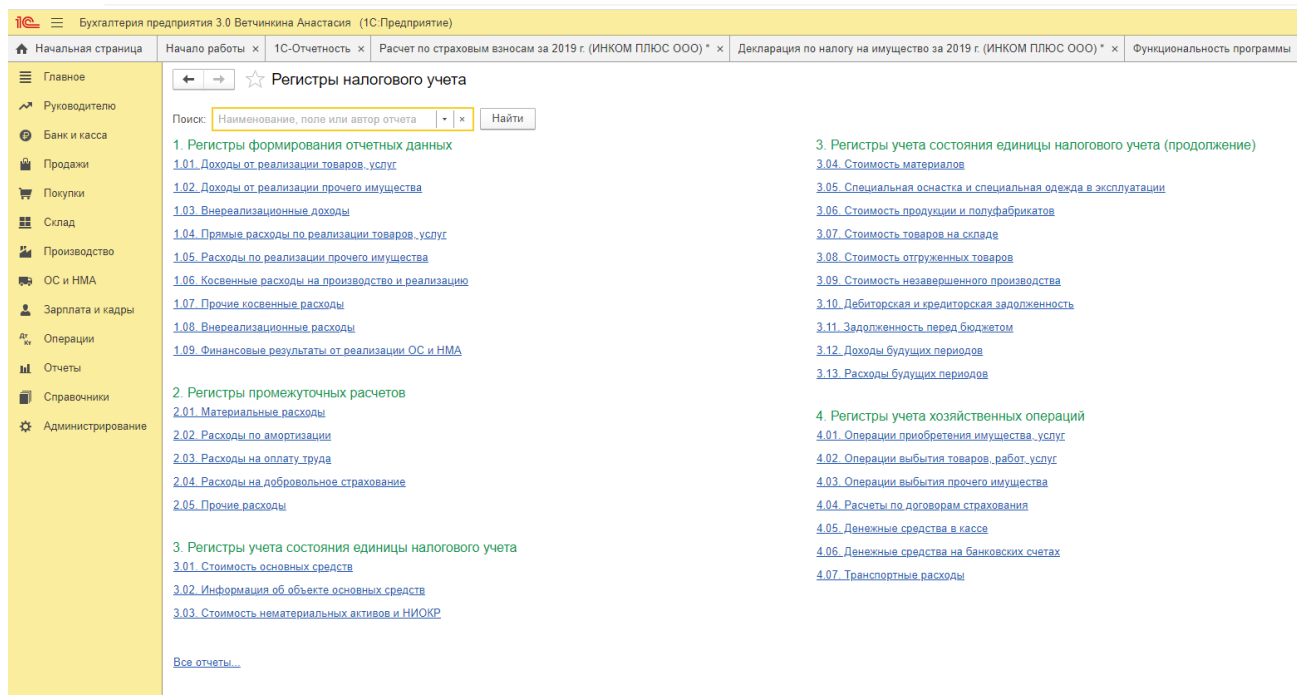 1С Бухгалтерия предприятия 3.0 Ветчинкина Анастасия (1С:Предприятие)
Начальная страница
Начало работы ×
1С-Отчетность ×
Расчет по страховым взносам за 2019 г. (ИНКОМ ПЛЮС ООО) * ×
Декларация по налогу на имущество за 2019 г. (ИНКОМ ПЛЮС ООО) * ×
Функциональность программы
Главное
Руководителю
Банк и касса
Продажи
Покупки
Склад
Производство
ОС и НМА
Зарплата и кадры
Дт Кт Операции
Отчеты
Справочники
Администрирование
Регистры налогового учета
Поиск: Наименование, поле или автор отчета × Найти
1. Регистры формирования отчетных данных
1.01. Доходы от реализации товаров, услуг
1.02. Доходы от реализации прочего имущества
1.03. Внереализационные доходы
1.04. Прямые расходы по реализации товаров, услуг
1.05. Расходы по реализации прочего имущества
1.06. Косвенные расходы на производство и реализацию
1.07. Прочие косвенные расходы
1.08. Внереализационные расходы
1.09. Финансовые результаты от реализации ОС и НМА
2. Регистры промежуточных расчетов
2.01. Материальные расходы
2.02. Расходы по амортизации
2.03. Расходы на оплату труда
2.04. Расходы на добровольное страхование
2.05. Прочие расходы
3. Регистры учета состояния единицы налогового учета
3.01. Стоимость основных средств
3.02. Информация об объекте основных средств
3.03. Стоимость нематериальных активов и НИОКР
Все отчеты...
3. Регистры учета состояния единицы налогового учета (продолжение)
3.04. Стоимость материалов
3.05. Специальная оснастка и специальная одежда в эксплуатации
3.06. Стоимость продукции и полуфабрикатов
3.07. Стоимость товаров на складе
3.08. Стоимость отгруженных товаров
3.09. Стоимость незавершенного производства
3.10. Дебиторская и кредиторская задолженность
3.11. Задолженность перед бюджетом
3.12. Доходы будущих периодов
3.13. Расходы будущих периодов
4. Регистры учета хозяйственных операций
4.01. Операции приобретения имущества, услуг
4.02. Операции выбытия товаров, работ, услуг
4.03. Операции выбытия прочего имущества
4.04. Расчеты по договорам страхования
4.05. Денежные средства в кассе
4.06. Денежные средства на банковских счетах
4.07. Транспортные расходы